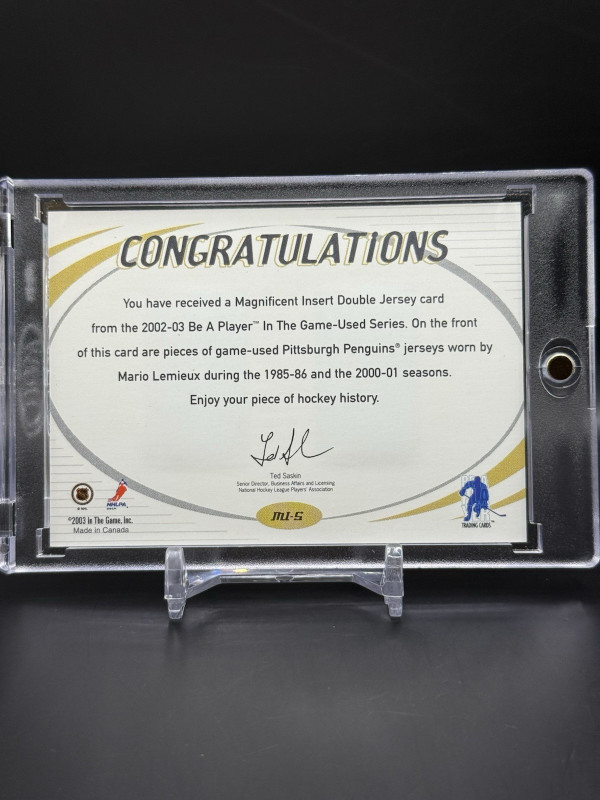 CONGRATULATIONS
You have received a Magnificent Insert Double Jersey card
from the 2002-03 Be A Player™ In The Game-Used Series. On the front
of this card are pieces of game-used Pittsburgh Penguins® jerseys worn by
Mario Lemieux during the 1985-86 and the 2000-01 seasons.
Enjoy your piece of hockey history.
Ted Saskin
Senior Director, Business Affairs and Licensing
National Hockey League Players' Association
NHLPA
©2003 In The Game, Inc.
Made in Canada
MI-5
TRADING CARDS™